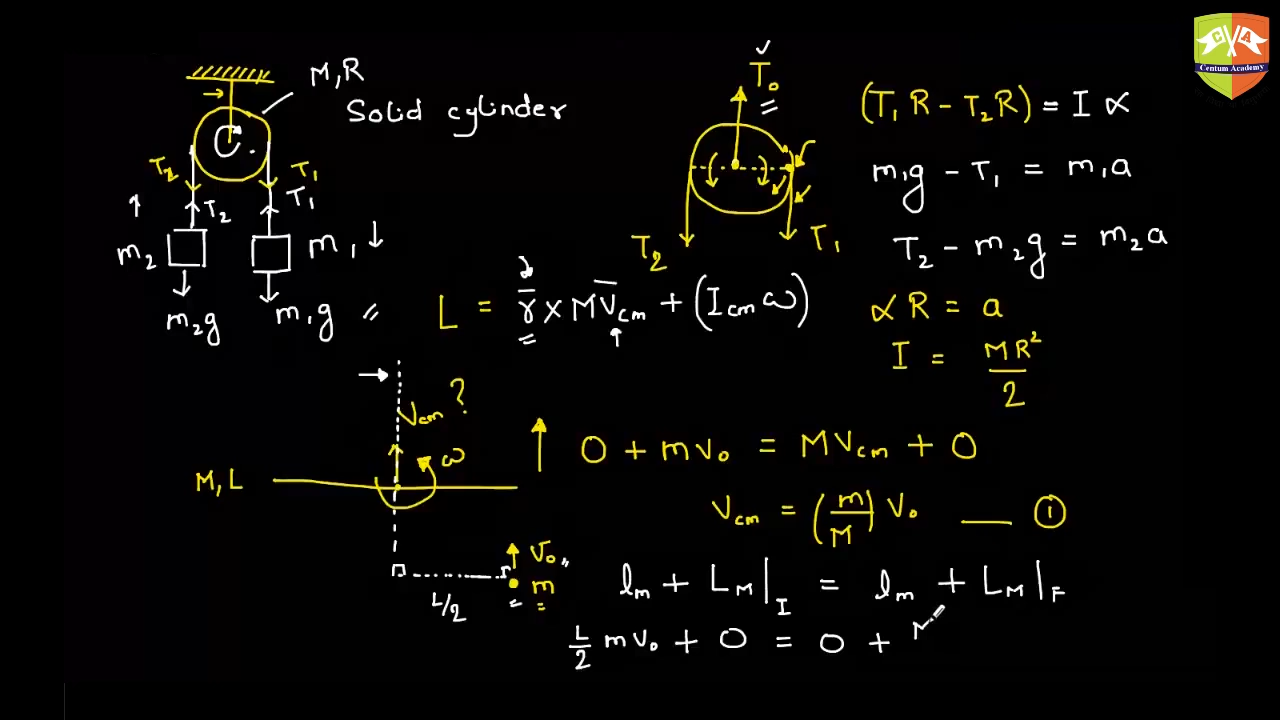 M, R
Solid cylinder
C
T₂
T₁
T₂
T₁
m₂
m₁
m₂g
m₁g
T₀
T₂
T₁
(T₁R - T₂R) = I α
m₁g - T₁ = m₁a
T₂ - m₂g = m₂a
α R = a
I = MR²/2
L = r̅ × MV̅cm + (Icm ω)
Vcm ?
ω
M, L
V₀
m
L/2
0 + mv₀ = MVcm + 0
Vcm = (m/M) V₀ — ①
lm + LM|I = lm + LM|F
L/2 mv₀ + 0 = 0 +
C A
Centum Academy